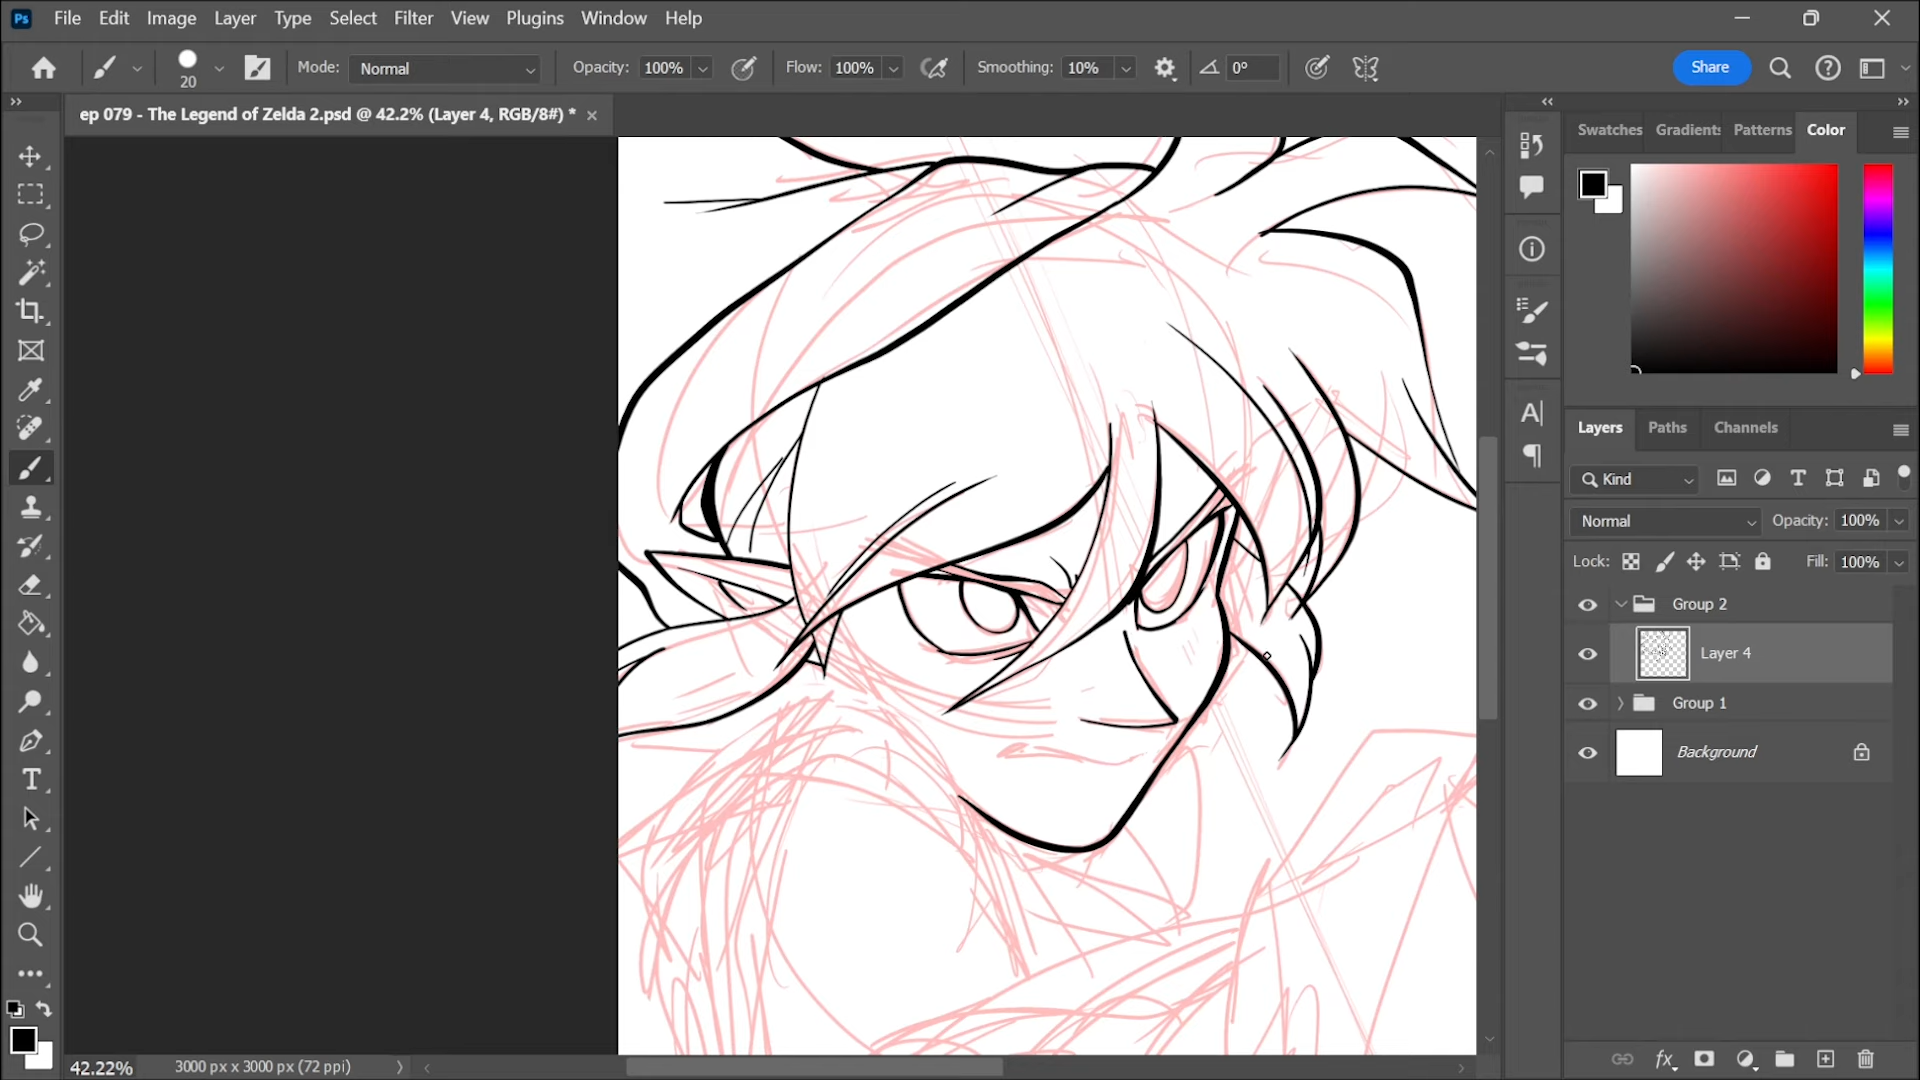 Ps File Edit Image Layer Type Select Filter View Plugins Window Help
20 Mode: Normal Opacity: 100% Flow: 100% Smoothing: 10% 0° Share
ep 079 - The Legend of Zelda 2.psd @ 42.2% (Layer 4, RGB/8#) *
Swatches Gradients Patterns Color
Layers Paths Channels
Kind
Normal Opacity: 100%
Lock: Fill: 100%
Group 2
Layer 4
Group 1
Background
42.22% 3000 px x 3000 px (72 ppi)